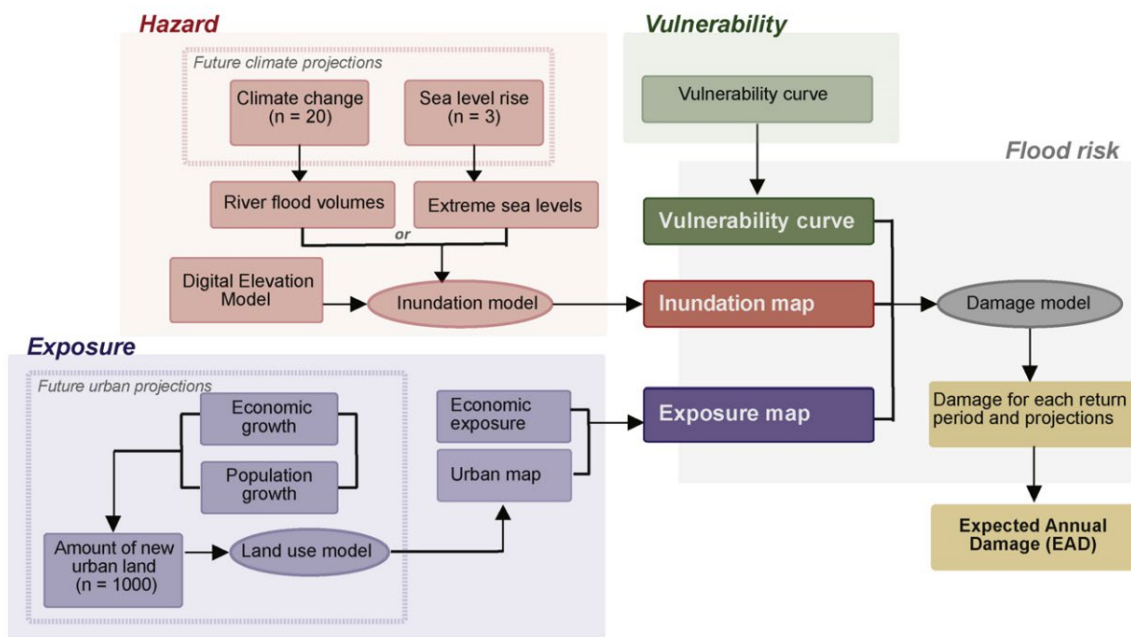 Hazard
Future climate projections
Climate change
(n = 20)
Sea level rise
(n = 3)
River flood volumes
Extreme sea levels
or
Digital Elevation
Model
Inundation model
Vulnerability
Vulnerability curve
Flood risk
Vulnerability curve
Inundation map
Exposure map
Damage model
Damage for each return
period and projections
Expected Annual
Damage (EAD)
Exposure
Future urban projections
Economic
growth
Population
growth
Amount of new
urban land
(n = 1000)
Land use model
Economic
exposure
Urban map